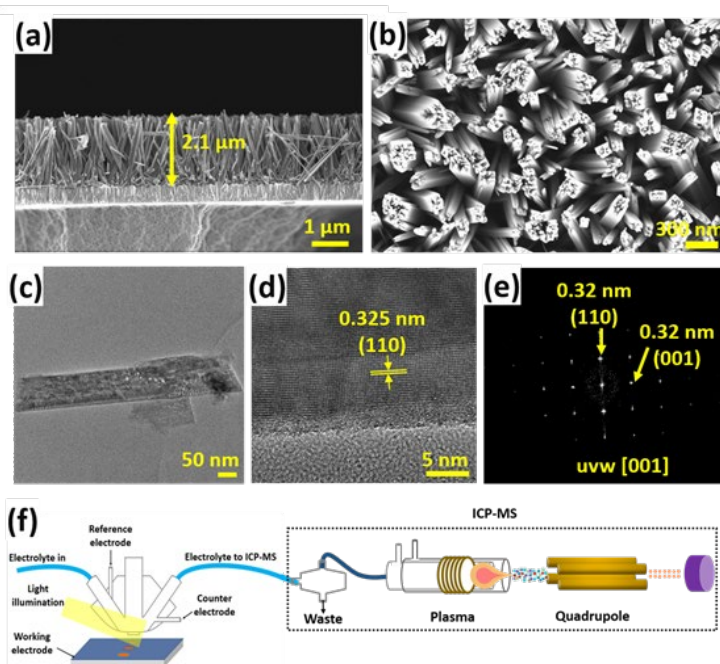 (a)
2.1 µm
1 µm
(b)
300 nm
(c)
50 nm
(d)
0.325 nm
(110)
5 nm
(e)
0.32 nm
(110)
0.32 nm
(001)
uvw [001]
(f)
Reference
electrode
Electrolyte in
Electrolyte to ICP-MS
Light
illumination
Counter
electrode
Working
electrode
ICP-MS
Waste
Plasma
Quadrupole